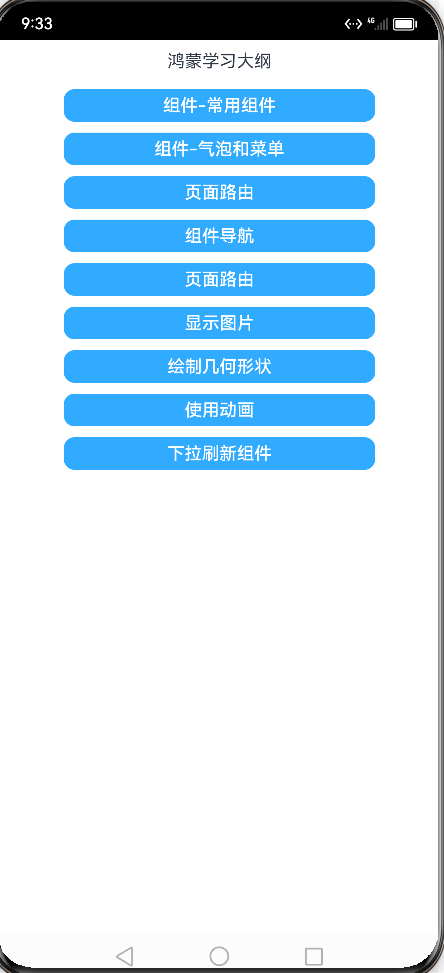 9:33
4G
鸿蒙学习大纲
组件-常用组件
组件-气泡和菜单
页面路由
组件导航
页面路由
显示图片
绘制几何形状
使用动画
下拉刷新组件